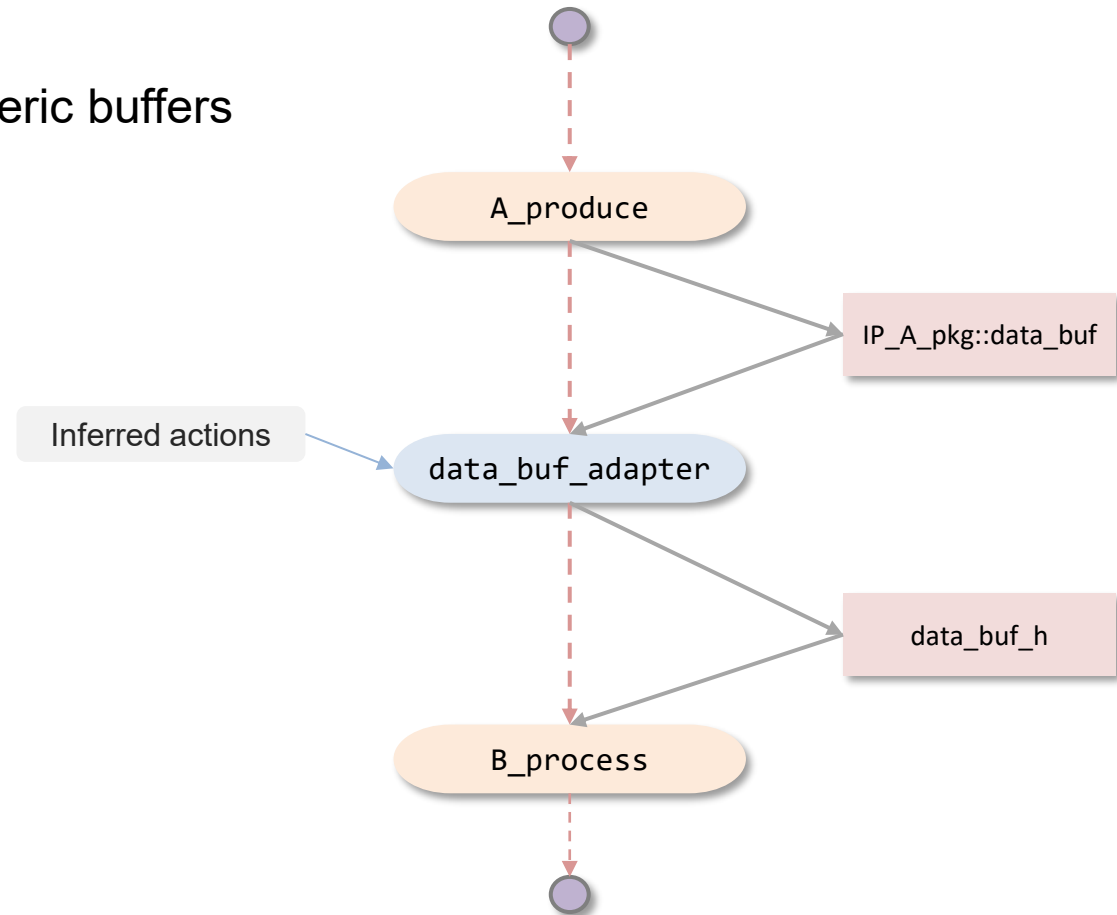 eric buffers
A_produce
IP_A_pkg::data_buf
Inferred actions
data_buf_adapter
data_buf_h
B_process